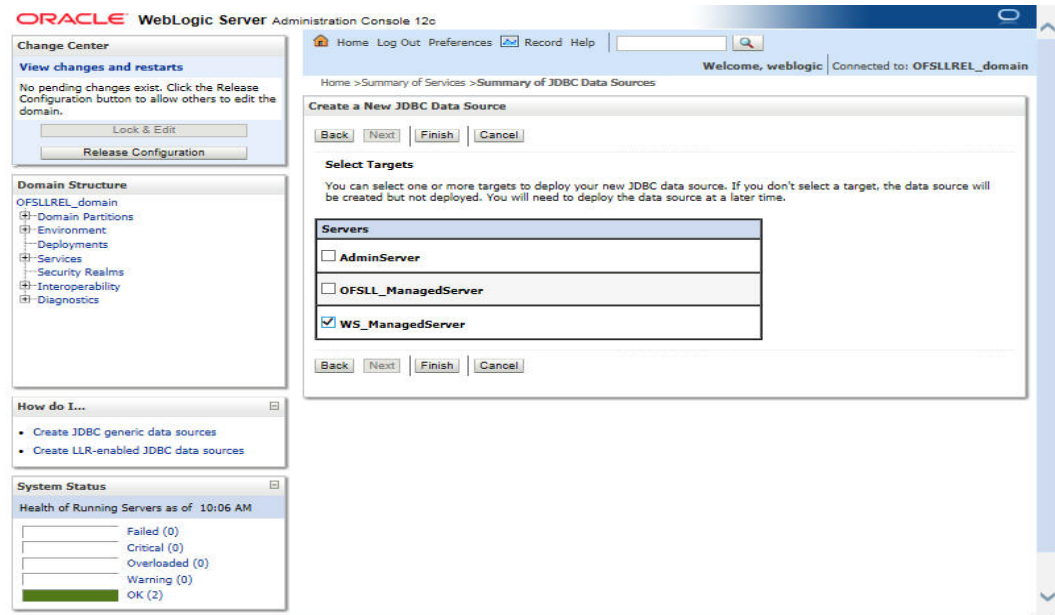 ORACLE WebLogic Server Administration Console 12c
Change Center
View changes and restarts
No pending changes exist. Click the Release
Configuration button to allow others to edit the
domain.
Lock & Edit
Release Configuration
Domain Structure
OFSLLREL_domain
Domain Partitions
Environment
Deployments
Services
Security Realms
Interoperability
Diagnostics
How do I...
Create JDBC generic data sources
Create LLR-enabled JDBC data sources
System Status
Health of Running Servers as of 10:06 AM
Failed (0)
Critical (0)
Overloaded (0)
Warning (0)
OK (2)
Home Log Out Preferences Record Help
Welcome, weblogic Connected to: OFSLLREL_domain
Home >Summary of Services >Summary of JDBC Data Sources
Create a New JDBC Data Source
Back Next Finish Cancel
Select Targets
You can select one or more targets to deploy your new JDBC data source. If you don't select a target, the data source will
be created but not deployed. You will need to deploy the data source at a later time.
Servers
AdminServer
OFSLL_ManagedServer
WS_ManagedServer
Back Next Finish Cancel